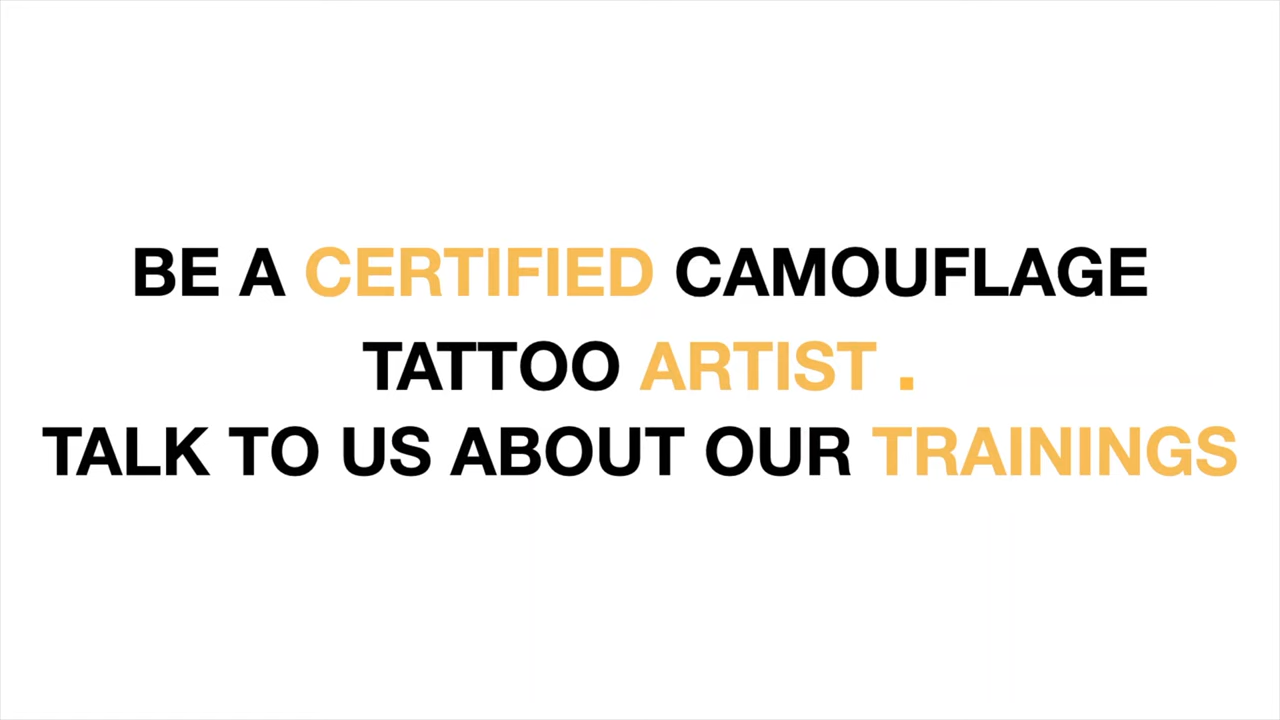 BE A CERTIFIED CAMOUFLAGE
TATTOO ARTIST .
TALK TO US ABOUT OUR TRAININGS